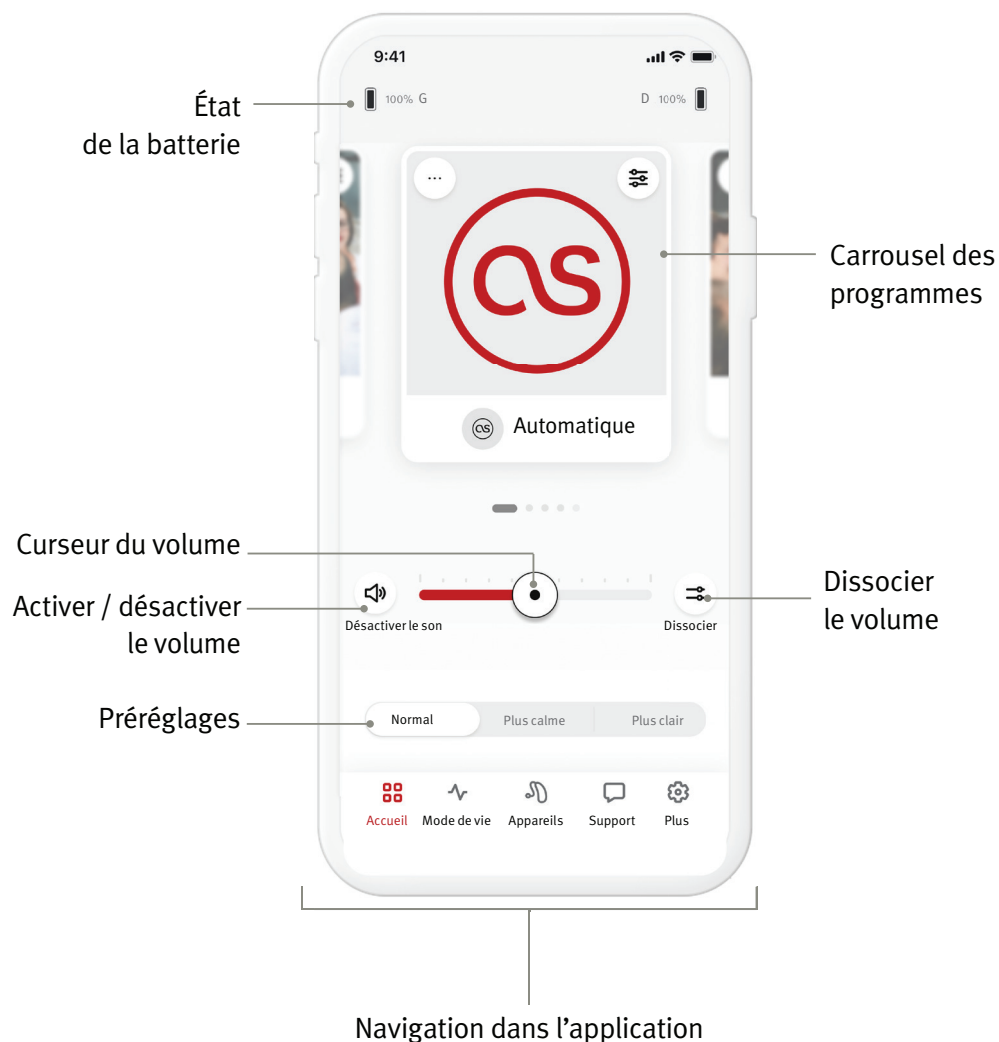 9:41
État
de la batterie
100% G
D 100%
as
Carrousel des
programmes
as Automatique
Curseur du volume
Activer / désactiver
le volume
Désactiver le son
Dissocier
Dissocier
le volume
Préréglages
Normal
Plus calme
Plus clair
Accueil
Mode de vie
Appareils
Support
Plus
Navigation dans l’application